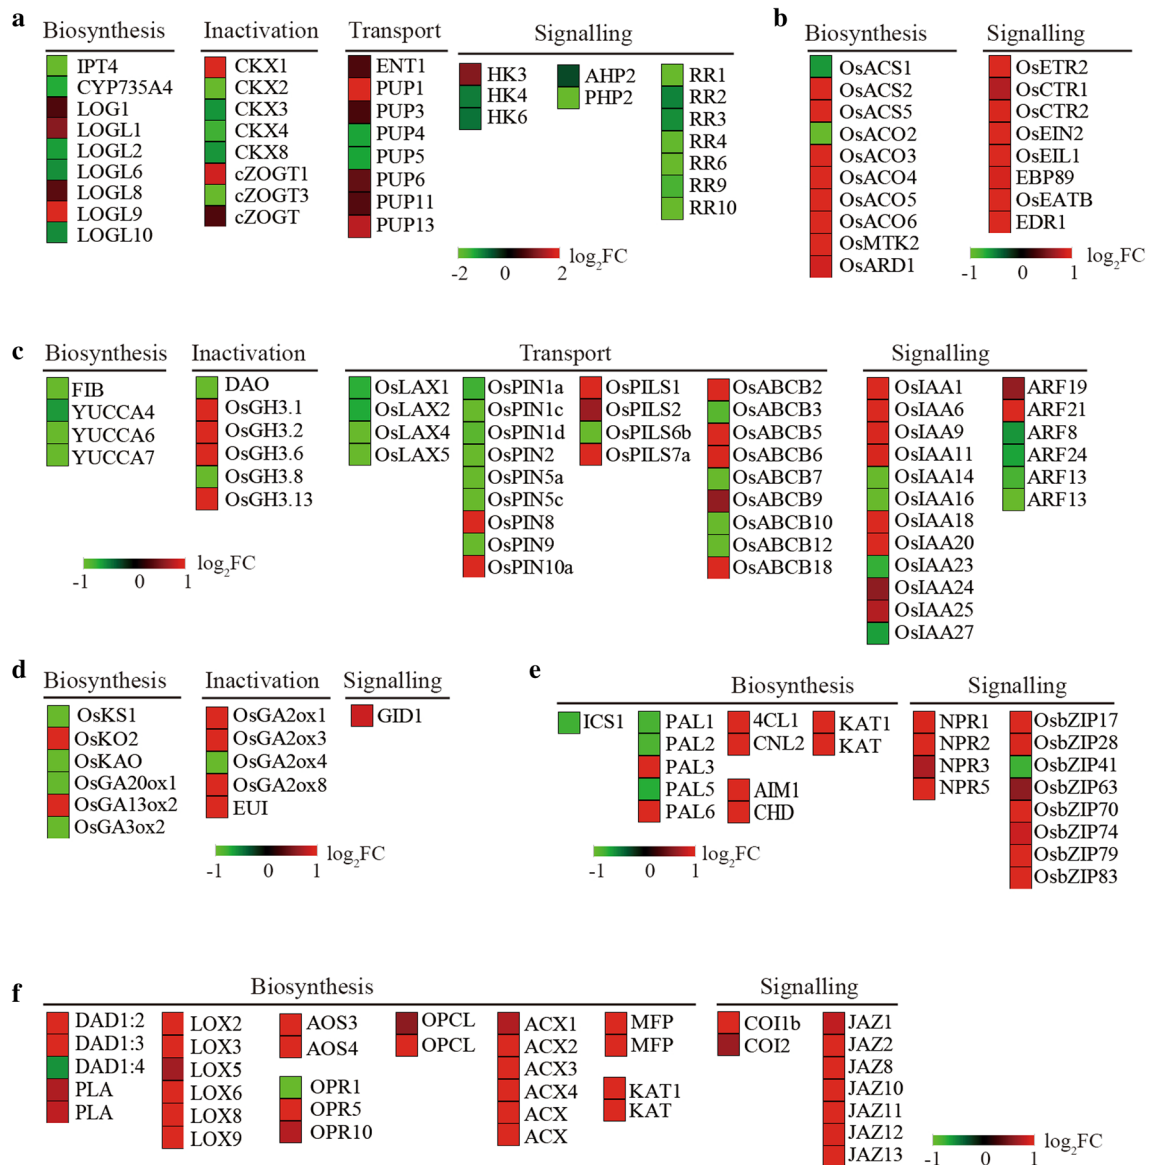 a
Biosynthesis
IPT4
CYP735A4
LOG1
LOGL1
LOGL2
LOGL6
LOGL8
LOGL9
LOGL10
Inactivation
CKX1
CKX2
CKX3
CKX4
CKX8
cZOGT1
cZOGT3
cZOGT
Transport
ENT1
PUP1
PUP3
PUP4
PUP5
PUP6
PUP11
PUP13
Signalling
HK3
HK4
HK6
AHP2
PHP2
RR1
RR2
RR3
RR4
RR6
RR9
RR10
-2 0 2 log2FC
b
Biosynthesis
OsACS1
OsACS2
OsACS5
OsACO2
OsACO3
OsACO4
OsACO5
OsACO6
OsMTK2
OsARD1
Signalling
OsETR2
OsCTR1
OsCTR2
OsEIN2
OsEIL1
EBP89
OsEATB
EDR1
-1 0 1 log2FC
c
Biosynthesis
FIB
YUCCA4
YUCCA6
YUCCA7
Inactivation
DAO
OsGH3.1
OsGH3.2
OsGH3.6
OsGH3.8
OsGH3.13
Transport
OsLAX1
OsLAX2
OsLAX4
OsLAX5
OsPIN1a
OsPIN1c
OsPIN1d
OsPIN2
OsPIN5a
OsPIN5c
OsPIN8
OsPIN9
OsPIN10a
OsPILS1
OsPILS2
OsPILS6b
OsPILS7a
OsABCB2
OsABCB3
OsABCB5
OsABCB6
OsABCB7
OsABCB9
OsABCB10
OsABCB12
OsABCB18
Signalling
OsIAA1
OsIAA6
OsIAA9
OsIAA11
OsIAA14
OsIAA16
OsIAA18
OsIAA20
OsIAA23
OsIAA24
OsIAA25
OsIAA27
ARF19
ARF21
ARF8
ARF24
ARF13
ARF13
-1 0 1 log2FC
d
Biosynthesis
OsKS1
OsKO2
OsKAO
OsGA20ox1
OsGA13ox2
OsGA3ox2
Inactivation
OsGA2ox1
OsGA2ox3
OsGA2ox4
OsGA2ox8
EUI
Signalling
GID1
-1 0 1 log2FC
e
Biosynthesis
ICS1
PAL1
PAL2
PAL3
PAL5
PAL6
4CL1
CNL2
AIM1
CHD
KAT1
KAT
Signalling
NPR1
NPR2
NPR3
NPR5
OsbZIP17
OsbZIP28
OsbZIP41
OsbZIP63
OsbZIP70
OsbZIP74
OsbZIP79
OsbZIP83
-1 0 1 log2FC
f
Biosynthesis
DAD1:2
DAD1:3
DAD1:4
PLA
PLA
LOX2
LOX3
LOX5
LOX6
LOX8
LOX9
AOS3
AOS4
OPR1
OPR5
OPR10
OPCL
OPCL
ACX1
ACX2
ACX3
ACX4
ACX
ACX
MFP
MFP
KAT1
KAT
Signalling
COI1b
COI2
JAZ1
JAZ2
JAZ8
JAZ10
JAZ11
JAZ12
JAZ13
-1 0 1 log2FC